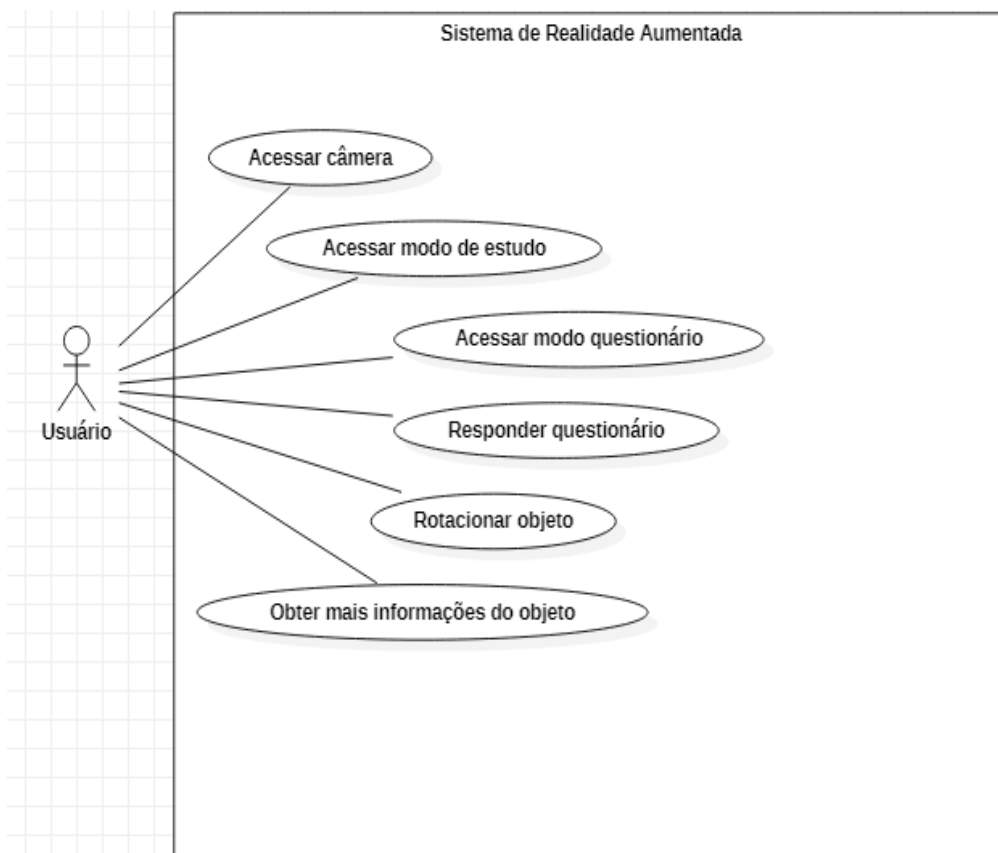 Sistema de Realidade Aumentada
Acessar câmera
Acessar modo de estudo
Acessar modo questionário
Responder questionário
Usuário
Rotacionar objeto
Obter mais informações do objeto